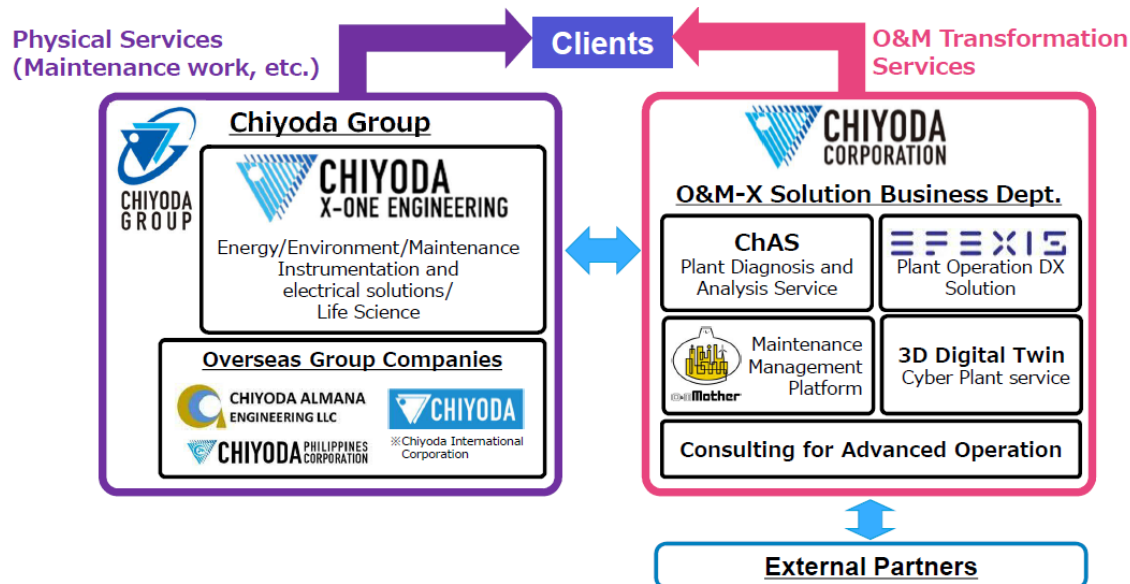 Physical Services
(Maintenance work, etc.)
Clients
O&M Transformation
Services
CHIYODA
GROUP
Chiyoda Group
CHIYODA
X-ONE ENGINEERING
Energy/Environment/Maintenance
Instrumentation and
electrical solutions/
Life Science
Overseas Group Companies
CHIYODA ALMANA
ENGINEERING LLC
CHIYODA PHILIPPINES
CORPORATION
CHIYODA
※Chiyoda International
Corporation
CHIYODA
CORPORATION
O&M-X Solution Business Dept.
ChAS
Plant Diagnosis and
Analysis Service
EFEXIS
Plant Operation DX
Solution
Mother
Maintenance
Management
Platform
3D Digital Twin
Cyber Plant service
Consulting for Advanced Operation
External Partners